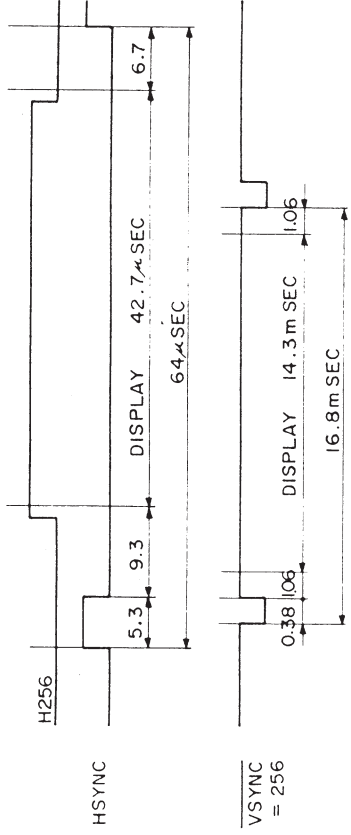 H256
HSYNC
5.3
9.3
DISPLAY 42.7μSEC
6.7
64μSEC
VSYNC
= 256
0.38
1.06
DISPLAY 14.3mSEC
1.06
16.8mSEC